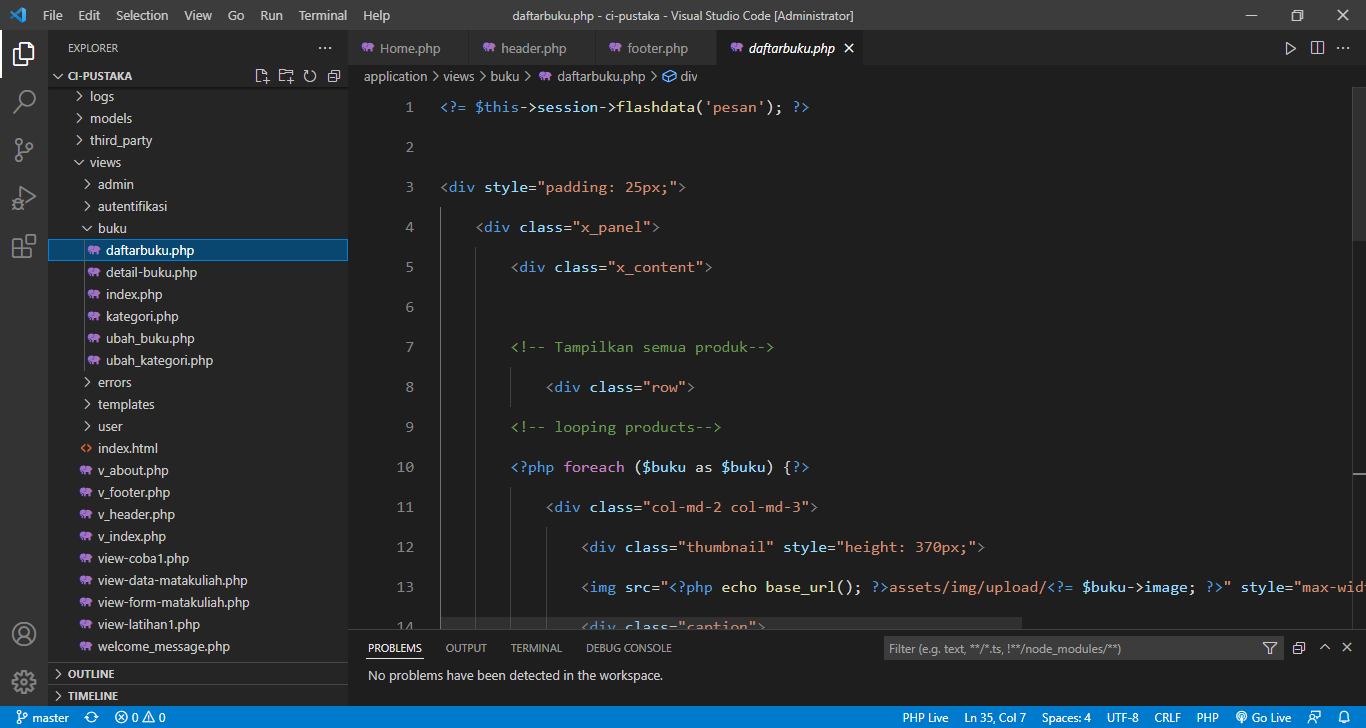 File Edit Selection View Go Run Terminal Help daftarbuku.php - ci-pustaka - Visual Studio Code [Administrator]
EXPLORER
CI-PUSTAKA
logs
models
third_party
views
admin
autentifikasi
buku
daftarbuku.php
detail-buku.php
index.php
kategori.php
ubah_buku.php
ubah_kategori.php
errors
templates
user
index.html
v_about.php
v_footer.php
v_header.php
v_index.php
view-coba1.php
view-data-matakuliah.php
view-form-matakuliah.php
view-latihan1.php
welcome_message.php
OUTLINE
TIMELINE
Home.php header.php footer.php daftarbuku.php
application > views > buku > daftarbuku.php > div
1 <?= $this->session->flashdata('pesan'); ?>
2
3 <div style="padding: 25px;">
4 <div class="x_panel">
5 <div class="x_content">
6
7 <!-- Tampilkan semua produk-->
8 <div class="row">
9 <!-- looping products-->
10 <?php foreach ($buku as $buku) {?>
11 <div class="col-md-2 col-md-3">
12 <div class="thumbnail" style="height: 370px;">
13 <img src="<?php echo base_url(); ?>assets/img/upload/<?= $buku->image; ?>" style="max-wid
14 <div class="caption">
PROBLEMS OUTPUT TERMINAL DEBUG CONSOLE Filter (e.g. text, **/*.ts, !**/node_modules/**)
No problems have been detected in the workspace.
master 0 0 PHP Live Ln 35, Col 7 Spaces: 4 UTF-8 CRLF PHP Go Live